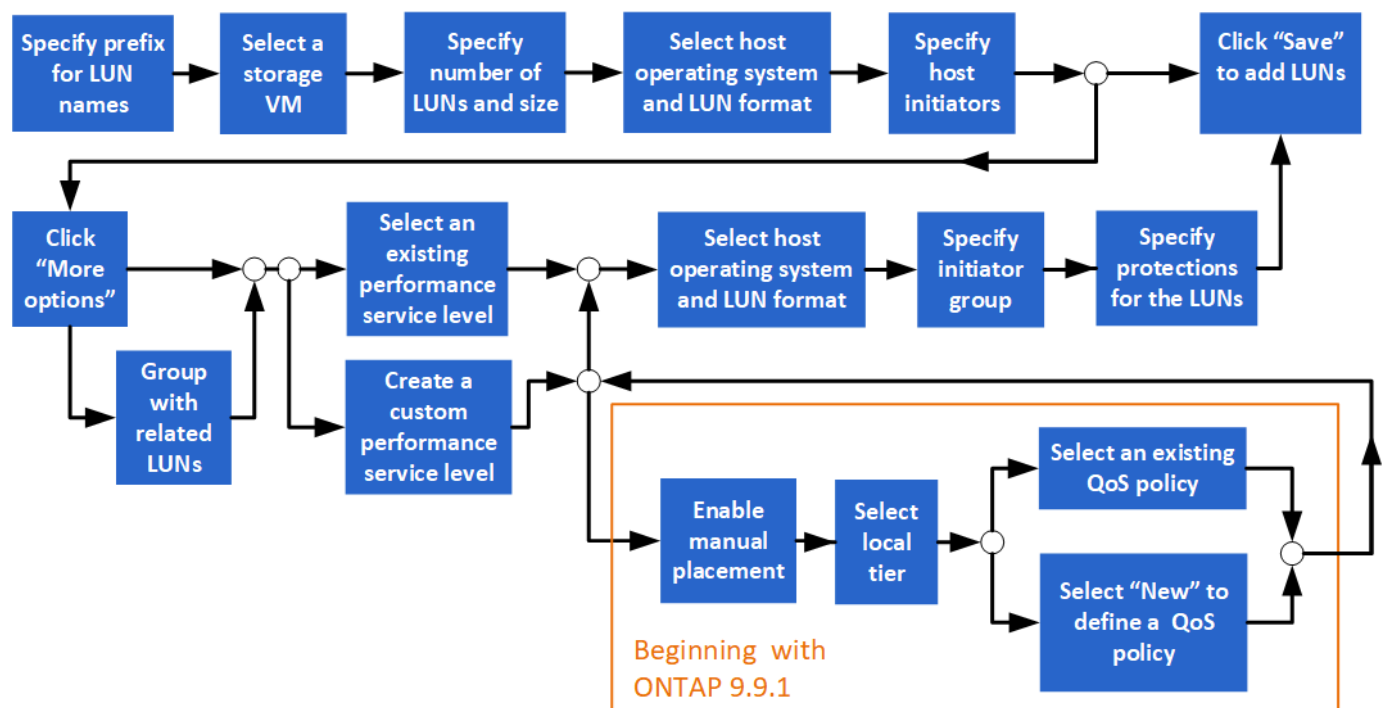 Specify prefix
for LUN
names
Select a
storage
VM
Specify
number of
LUNs and size
Select host
operating system
and LUN format
Specify
host
initiators
Click “Save”
to add LUNs
Click
“More
options”
Group
with
related
LUNs
Select an
existing
performance
service level
Create a
custom
performance
service level
Select host
operating system
and LUN format
Specify
initiator
group
Specify
protections
for the LUNs
Enable
manual
placement
Select
local
tier
Select an existing
QoS policy
Select “New” to
define a QoS
policy
Beginning with
ONTAP 9.9.1